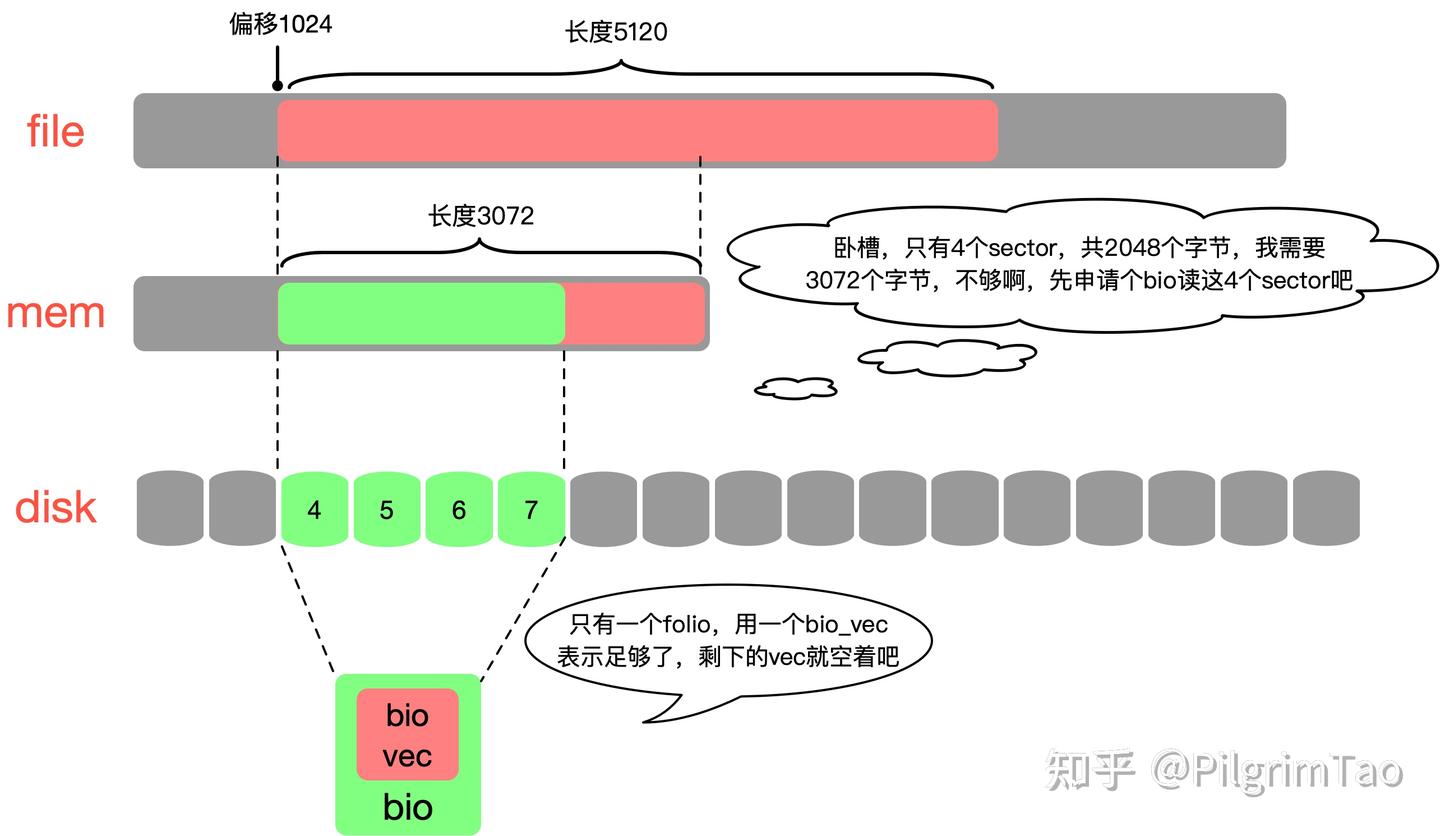 偏移1024
长度5120
file
长度3072
卧槽，只有4个sector，共2048个字节，我需要
3072个字节，不够啊，先申请个bio读这4个sector吧
mem
disk
4 5 6 7
只有一个folio，用一个bio_vec
表示足够了，剩下的vec就空着吧
bio
vec
bio
知乎 @PilgrimTao